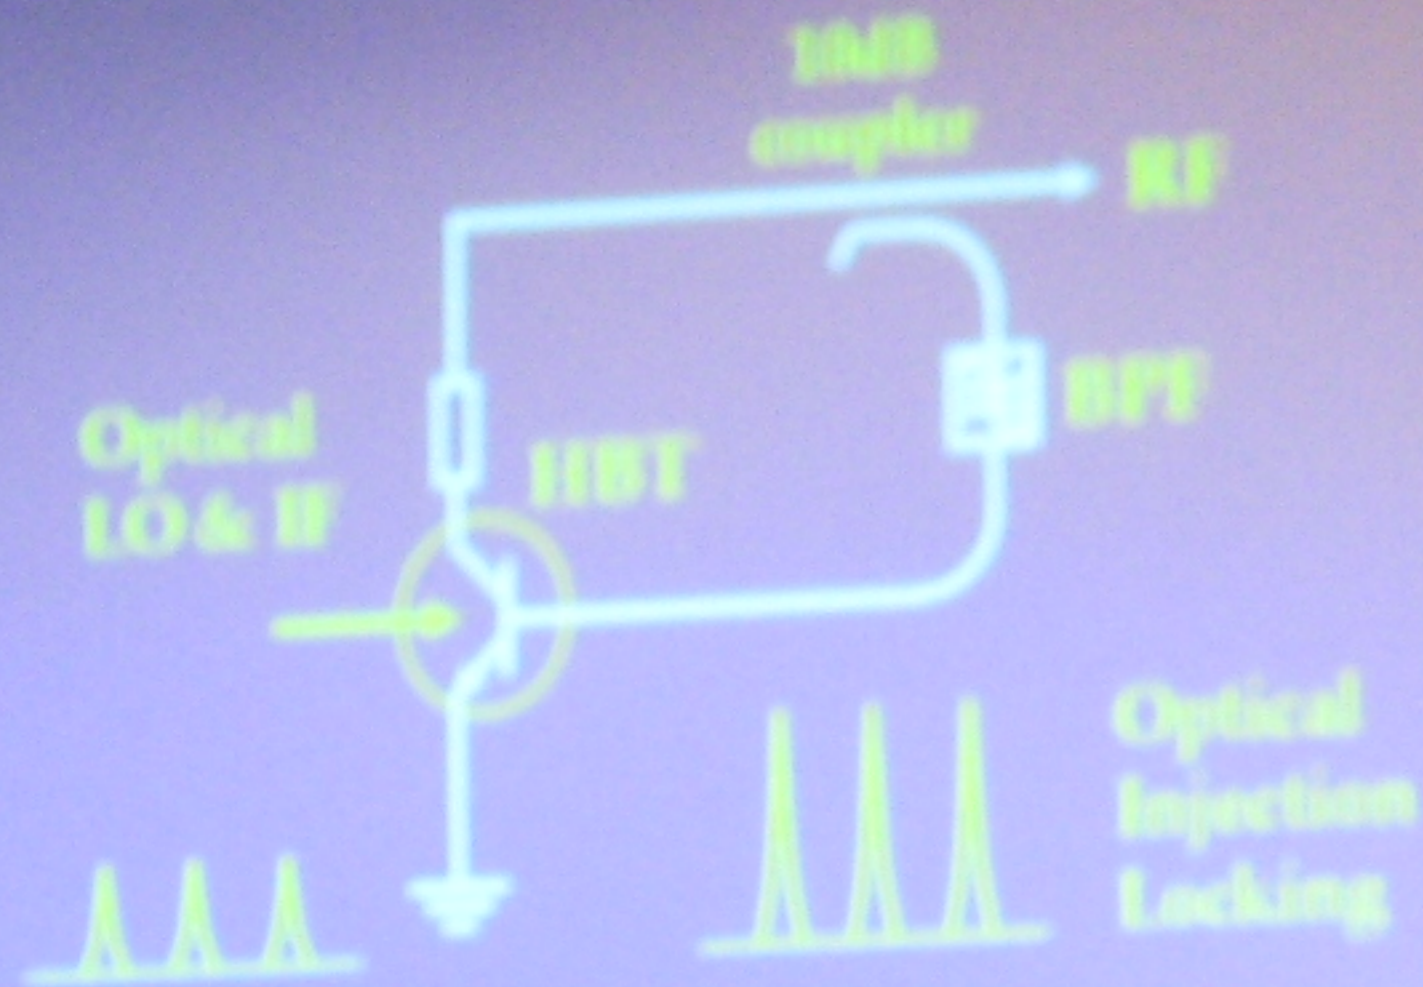 10dB
coupler
RF
BPF
Optical
LO & IF
HBT
Optical
Injection
Locking